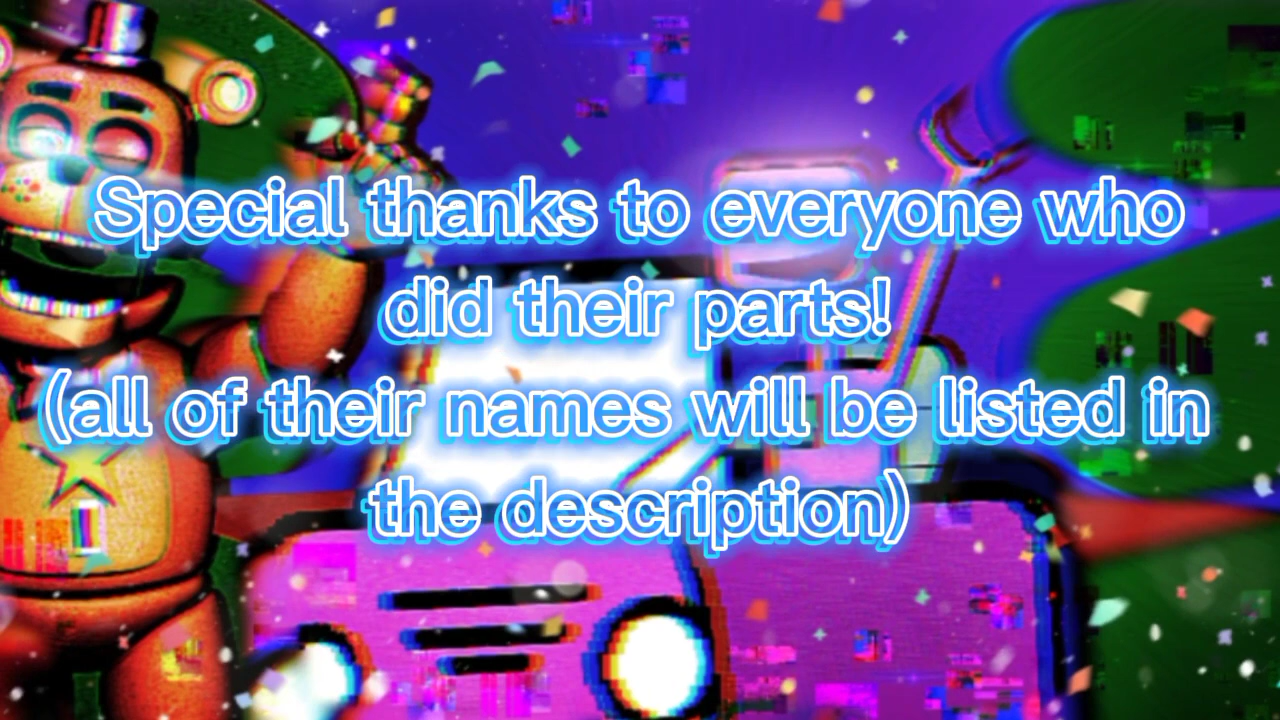 Special thanks to everyone who
did their parts!
(all of their names will be listed in
the description)